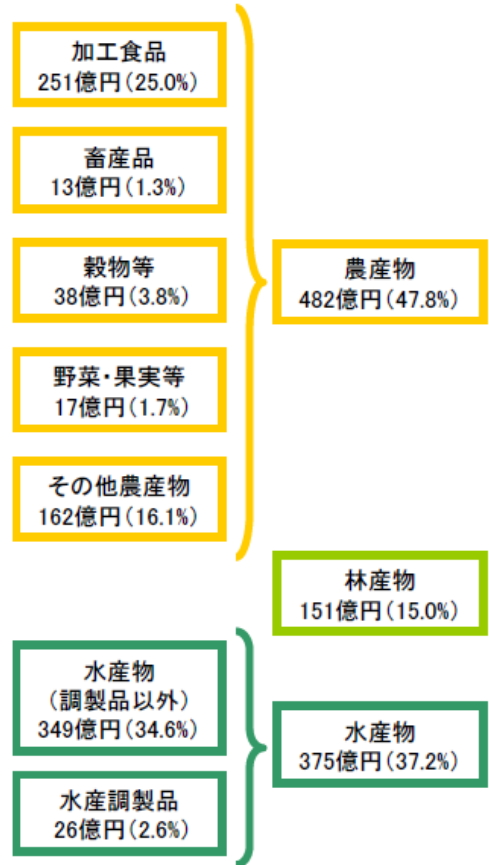 加工食品
251億円(25.0%)
畜産品
13億円(1.3%)
穀物等
38億円(3.8%)
野菜・果実等
17億円(1.7%)
その他農産物
162億円(16.1%)
農産物
482億円(47.8%)
林産物
151億円(15.0%)
水産物
(調製品以外)
349億円(34.6%)
水産調製品
26億円(2.6%)
水産物
375億円(37.2%)